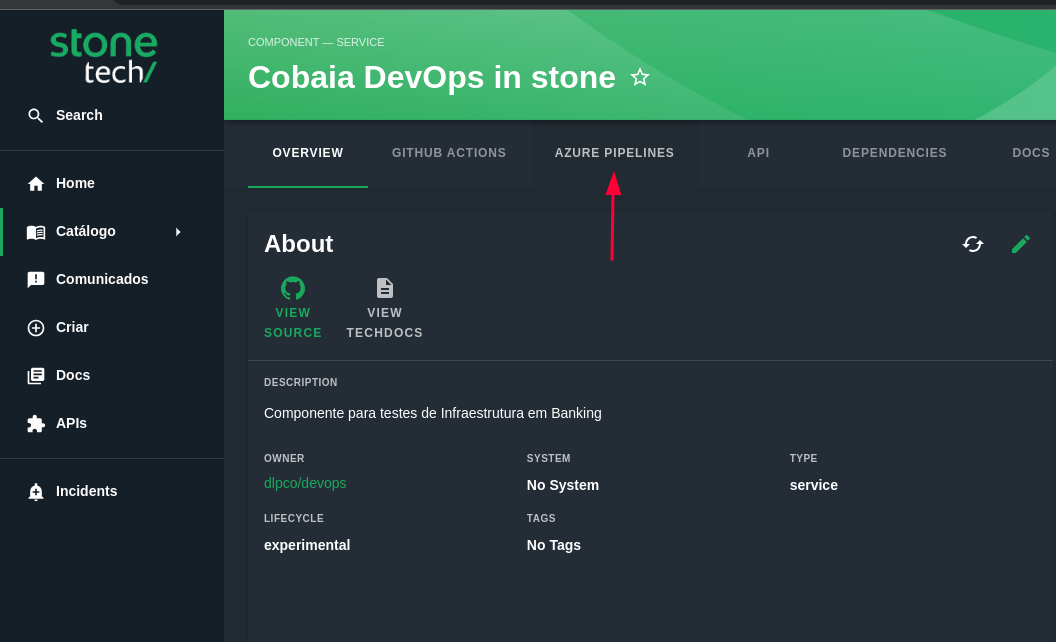 stone
tech/
Search
Home
Catálogo
Comunicados
Criar
Docs
APIs
Incidents
COMPONENT — SERVICE
Cobaia DevOps in stone
OVERVIEW GITHUB ACTIONS AZURE PIPELINES API DEPENDENCIES DOCS
About
VIEW
SOURCE
VIEW
TECHDOCS
DESCRIPTION
Componente para testes de Infraestrutura em Banking
OWNER
dlpco/devops
SYSTEM
No System
TYPE
service
LIFECYCLE
experimental
TAGS
No Tags